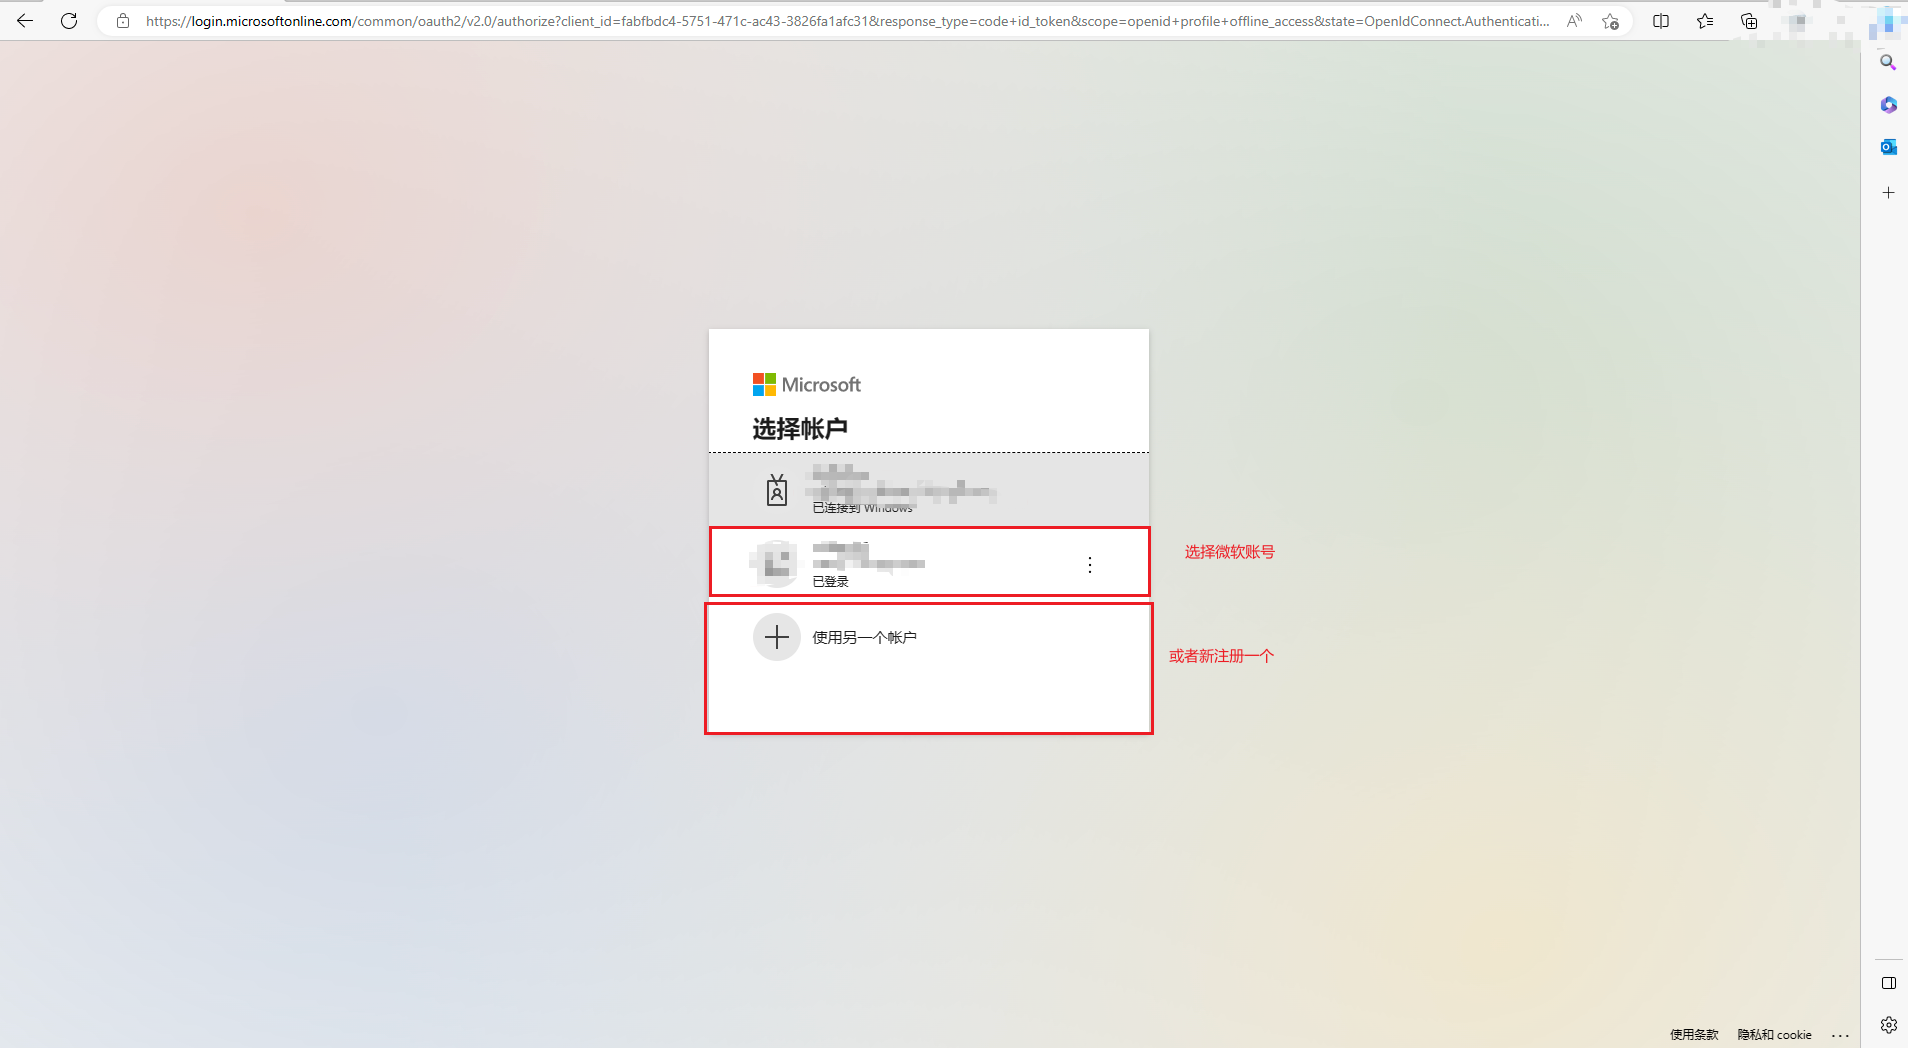 https://login.microsoftonline.com/common/oauth2/v2.0/authorize?client_id=fabfbdc4-5751-471c-ac43-3826fa1afc31&response_type=code+id_token&scope=openid+profile+offline_access&state=OpenIdConnect.Authenticati...
Microsoft
选择帐户
已连接到 Windows
已登录
选择微软账号
使用另一个帐户
或者新注册一个
使用条款 隐私和 cookie ...